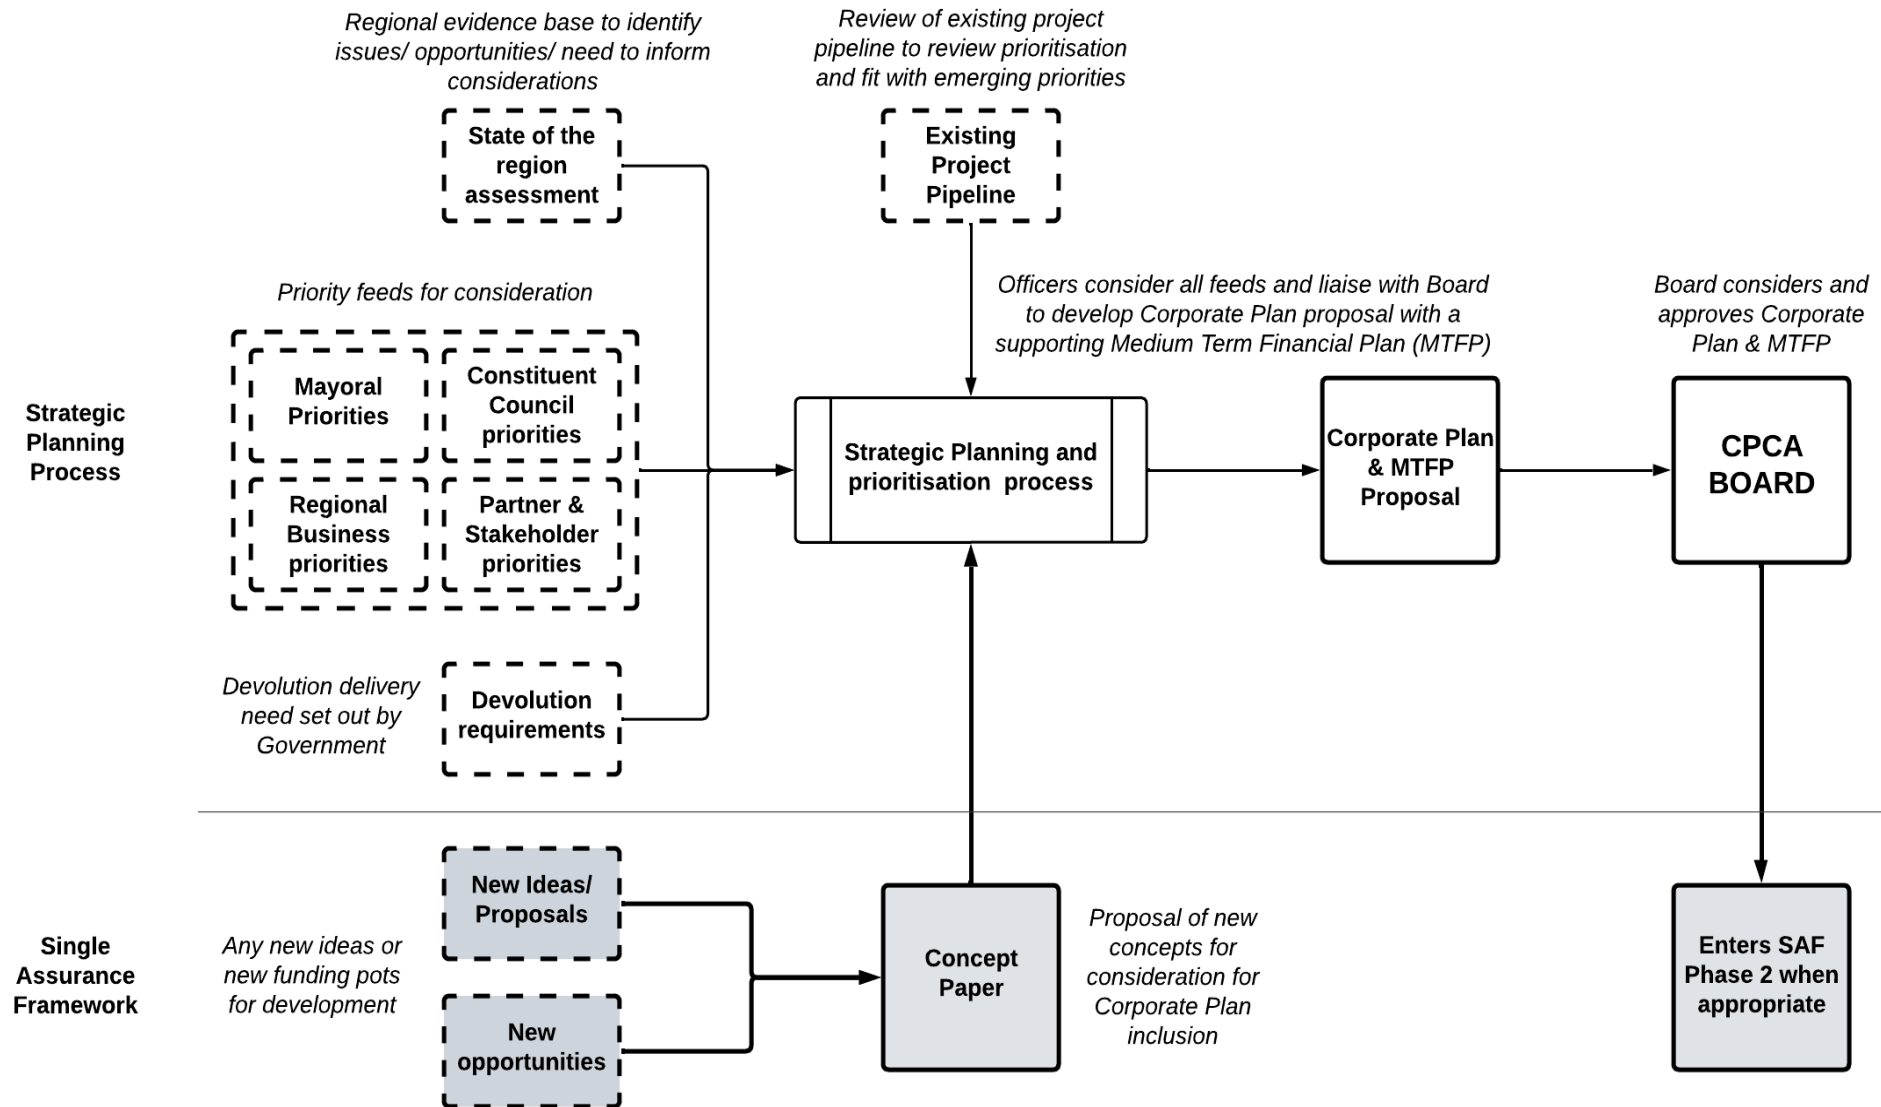 Regional evidence base to identify
issues/ opportunities/ need to inform
considerations
Review of existing project
pipeline to review prioritisation
and fit with emerging priorities
State of the
region
assessment
Existing
Project
Pipeline
Priority feeds for consideration
Officers consider all feeds and liaise with Board
to develop Corporate Plan proposal with a
supporting Medium Term Financial Plan (MTFP)
Board considers and
approves Corporate
Plan & MTFP
Strategic
Planning
Process
Mayoral
Priorities
Constituent
Council
priorities
Regional
Business
priorities
Partner &
Stakeholder
priorities
Strategic Planning and
prioritisation process
Corporate Plan
& MTFP
Proposal
CPCA
BOARD
Devolution delivery
need set out by
Government
Devolution
requirements
Single
Assurance
Framework
Any new ideas or
new funding pots
for development
New Ideas/
Proposals
New
opportunities
Concept
Paper
Proposal of new
concepts for
consideration for
Corporate Plan
inclusion
Enters SAF
Phase 2 when
appropriate